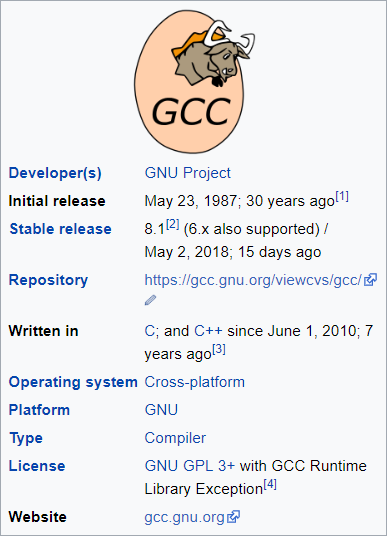 GCC
Developer(s) GNU Project
Initial release May 23, 1987; 30 years ago[1]
Stable release 8.1[2] (6.x also supported) /
May 2, 2018; 15 days ago
Repository https://gcc.gnu.org/viewcvs/gcc/
Written in C; and C++ since June 1, 2010; 7
years ago[3]
Operating system Cross-platform
Platform GNU
Type Compiler
License GNU GPL 3+ with GCC Runtime
Library Exception[4]
Website gcc.gnu.org